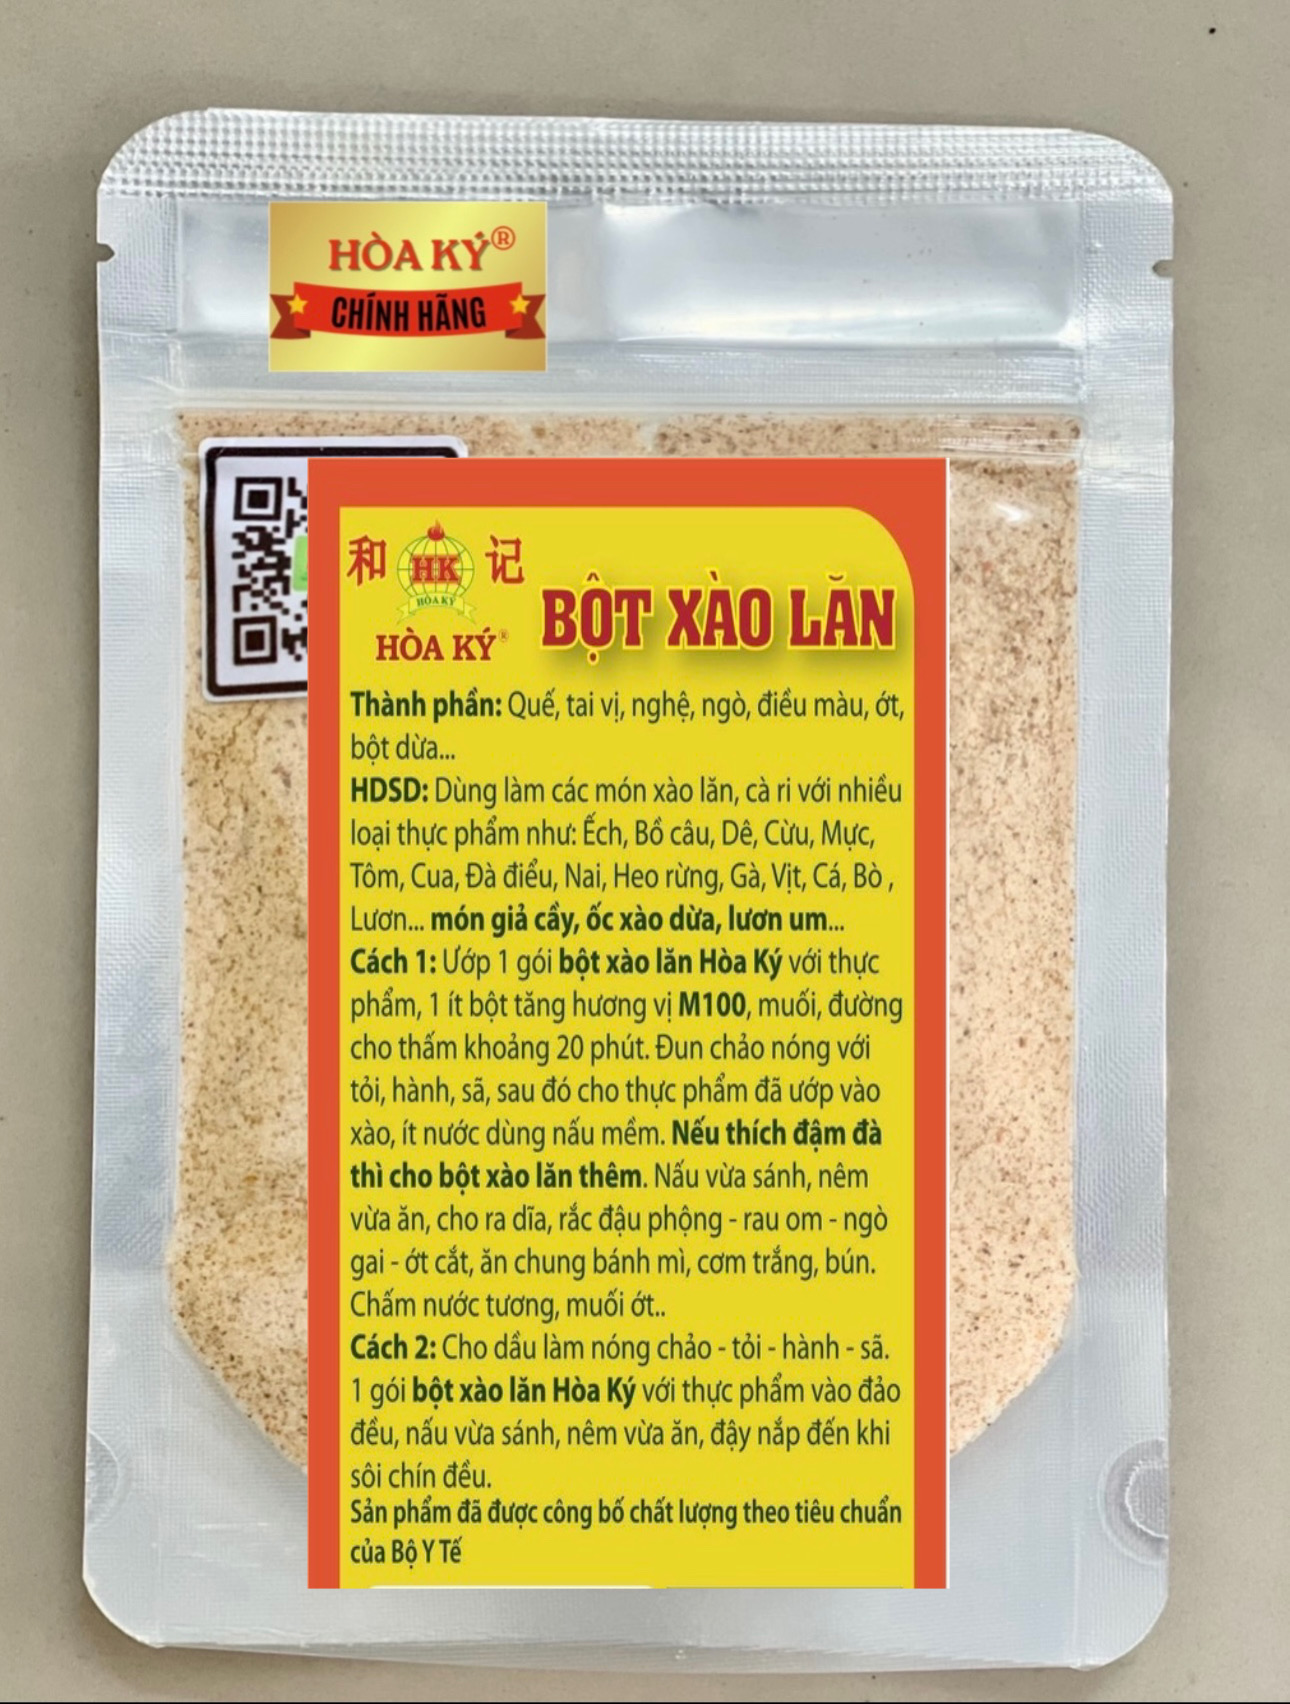 HÒA KÝ®
CHÍNH HÃNG
和 HK 记
HÒA KÝ
HÒA KÝ®
BỘT XÀO LĂN
Thành phần: Quế, tai vị, nghệ, ngò, điều màu, ớt,
bột dừa...
HDSD: Dùng làm các món xào lăn, cà ri với nhiều
loại thực phẩm như: Ếch, Bồ câu, Dê, Cừu, Mực,
Tôm, Cua, Đà điểu, Nai, Heo rừng, Gà, Vịt, Cá, Bò ,
Lươn... món giả cầy, ốc xào dừa, lươn um...
Cách 1: Ướp 1 gói bột xào lăn Hòa Ký với thực
phẩm, 1 ít bột tăng hương vị M100, muối, đường
cho thấm khoảng 20 phút. Đun chảo nóng với
tỏi, hành, sã, sau đó cho thực phẩm đã ướp vào
xào, ít nước dùng nấu mềm. Nếu thích đậm đà
thì cho bột xào lăn thêm. Nấu vừa sánh, nêm
vừa ăn, cho ra dĩa, rắc đậu phộng - rau om - ngò
gai - ớt cắt, ăn chung bánh mì, cơm trắng, bún.
Chấm nước tương, muối ớt..
Cách 2: Cho dầu làm nóng chảo - tỏi - hành - sã.
1 gói bột xào lăn Hòa Ký với thực phẩm vào đảo
đều, nấu vừa sánh, nêm vừa ăn, đậy nắp đến khi
sôi chín đều.
Sản phẩm đã được công bố chất lượng theo tiêu chuẩn
của Bộ Y Tế